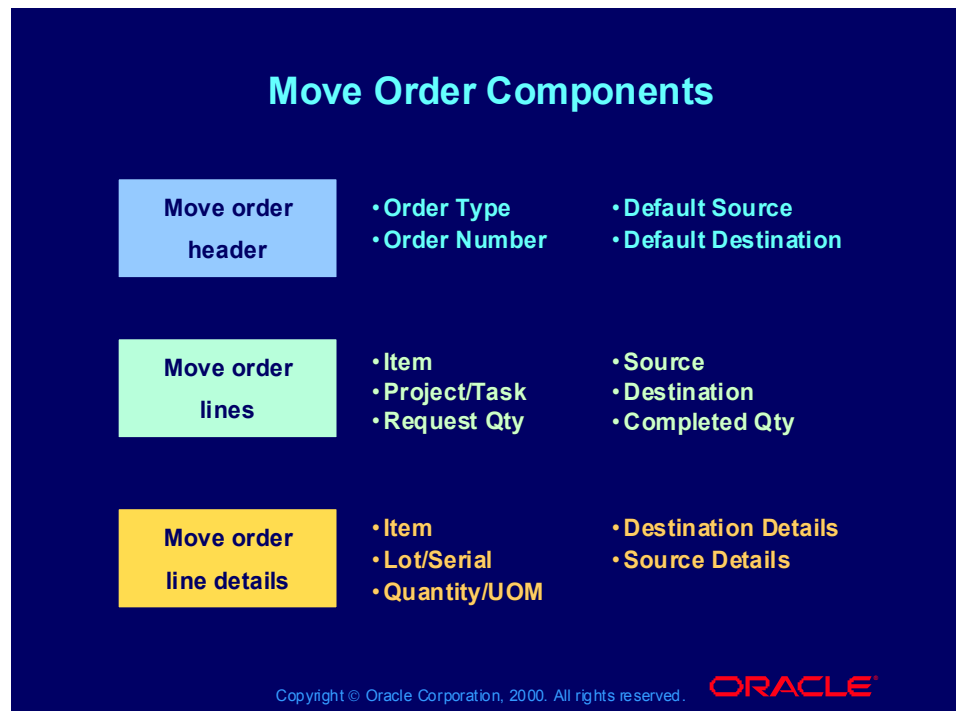 Move Order Components
Move order
header
•Order Type
•Order Number
•Default Source
•Default Destination
Move order
lines
•Item
•Project/Task
•Request Qty
•Source
•Destination
•Completed Qty
Move order
line details
•Item
•Lot/Serial
•Quantity/UOM
•Destination Details
•Source Details
Copyright © Oracle Corporation, 2000. All rights reserved.
ORACLE